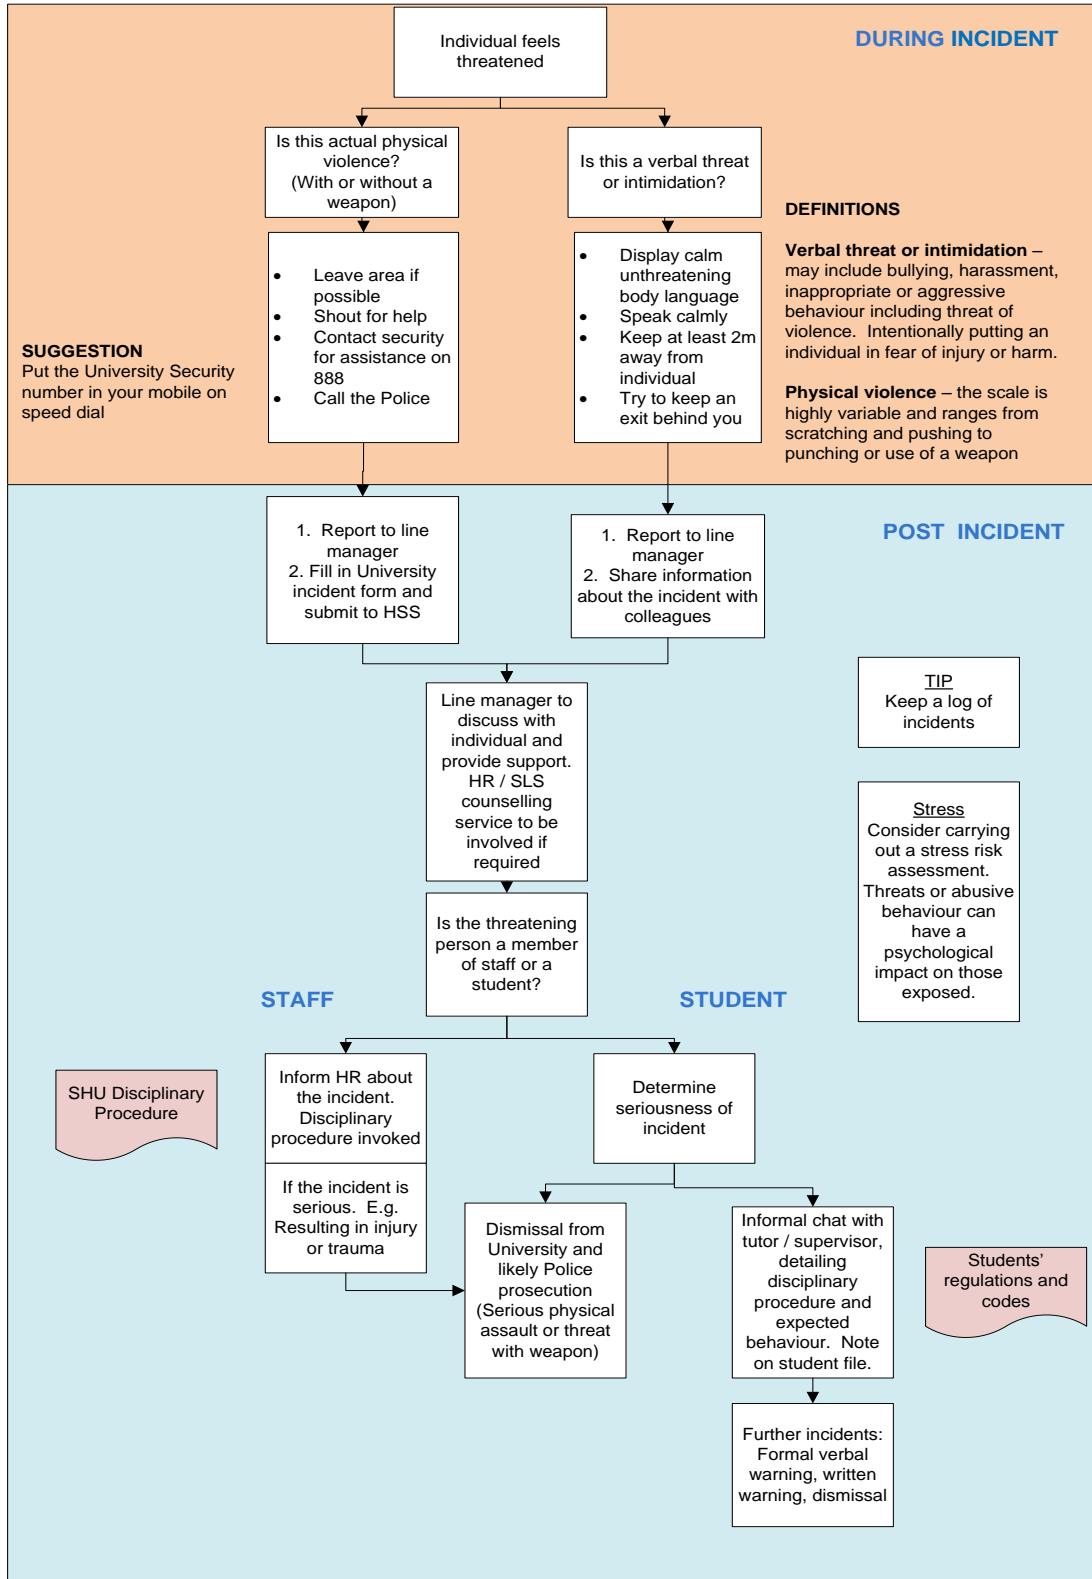 Individual feels
threatened
DURING INCIDENT
Is this actual physical
violence?
(With or without a
weapon)
Is this a verbal threat
or intimidation?
SUGGESTION
Put the University Security
number in your mobile on
speed dial
• Leave area if
possible
• Shout for help
• Contact security
for assistance on
888
• Call the Police
• Display calm
unthreatening
body language
• Speak calmly
• Keep at least 2m
away from
individual
• Try to keep an
exit behind you
DEFINITIONS
Verbal threat or intimidation –
may include bullying, harassment,
inappropriate or aggressive
behaviour including threat of
violence. Intentionally putting an
individual in fear of injury or harm.
Physical violence – the scale is
highly variable and ranges from
scratching and pushing to
punching or use of a weapon
POST INCIDENT
1. Report to line
manager
2. Fill in University
incident form and
submit to HSS
1. Report to line
manager
2. Share information
about the incident with
colleagues
Line manager to
discuss with
individual and
provide support.
HR / SLS
counselling
service to be
involved if
required
TIP
Keep a log of
incidents
Stress
Consider carrying
out a stress risk
assessment.
Threats or abusive
behaviour can
have a
psychological
impact on those
exposed.
Is the threatening
person a member
of staff or a
student?
STAFF
STUDENT
SHU Disciplinary
Procedure
Inform HR about
the incident.
Disciplinary
procedure invoked
If the incident is
serious. E.g.
Resulting in injury
or trauma
Determine
seriousness of
incident
Dismissal from
University and
likely Police
prosecution
(Serious physical
assault or threat
with weapon)
Informal chat with
tutor / supervisor,
detailing
disciplinary
procedure and
expected
behaviour. Note
on student file.
Students'
regulations and
codes
Further incidents:
Formal verbal
warning, written
warning, dismissal